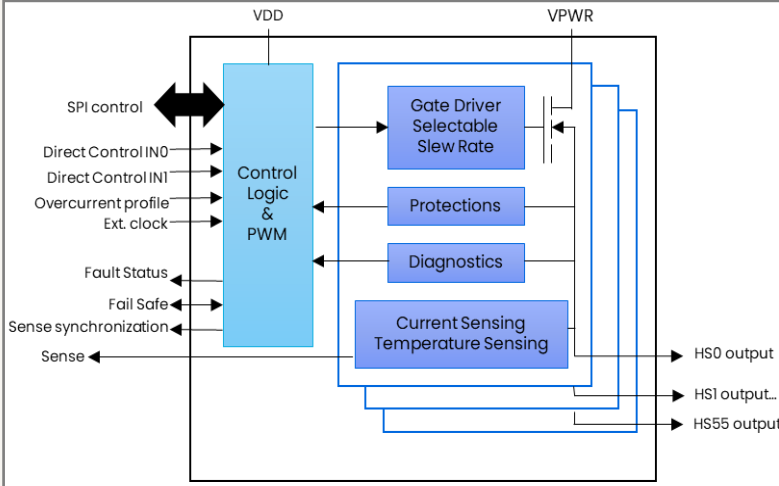 VDD
VPWR
SPI control
Direct Control IN0
Direct Control IN1
Overcurrent profile
Ext. clock
Fault Status
Fail Safe
Sense synchronization
Sense
Control
Logic
&
PWM
Gate Driver
Selectable
Slew Rate
Protections
Diagnostics
Current Sensing
Temperature Sensing
HS0 output
HS1 output...
HS55 output